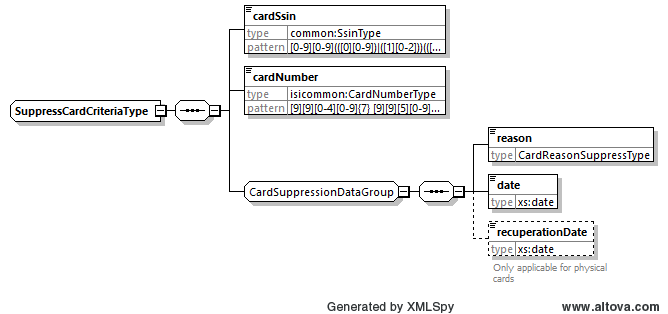 cardSsin
type common:SsinType
pattern [0-9][0-9](([0][0-9])|([1][0-2]))(([...
cardNumber
type isicommon:CardNumberType
pattern [9][9][0-4][0-9]{7} [9][9][5][0-9]...
SuppressCardCriteriaType
CardSuppressionDataGroup
reason
type CardReasonSuppressType
date
type xs:date
recuperationDate
type xs:date
Only applicable for physical
cards
Generated by XMLSpy
www.altova.com